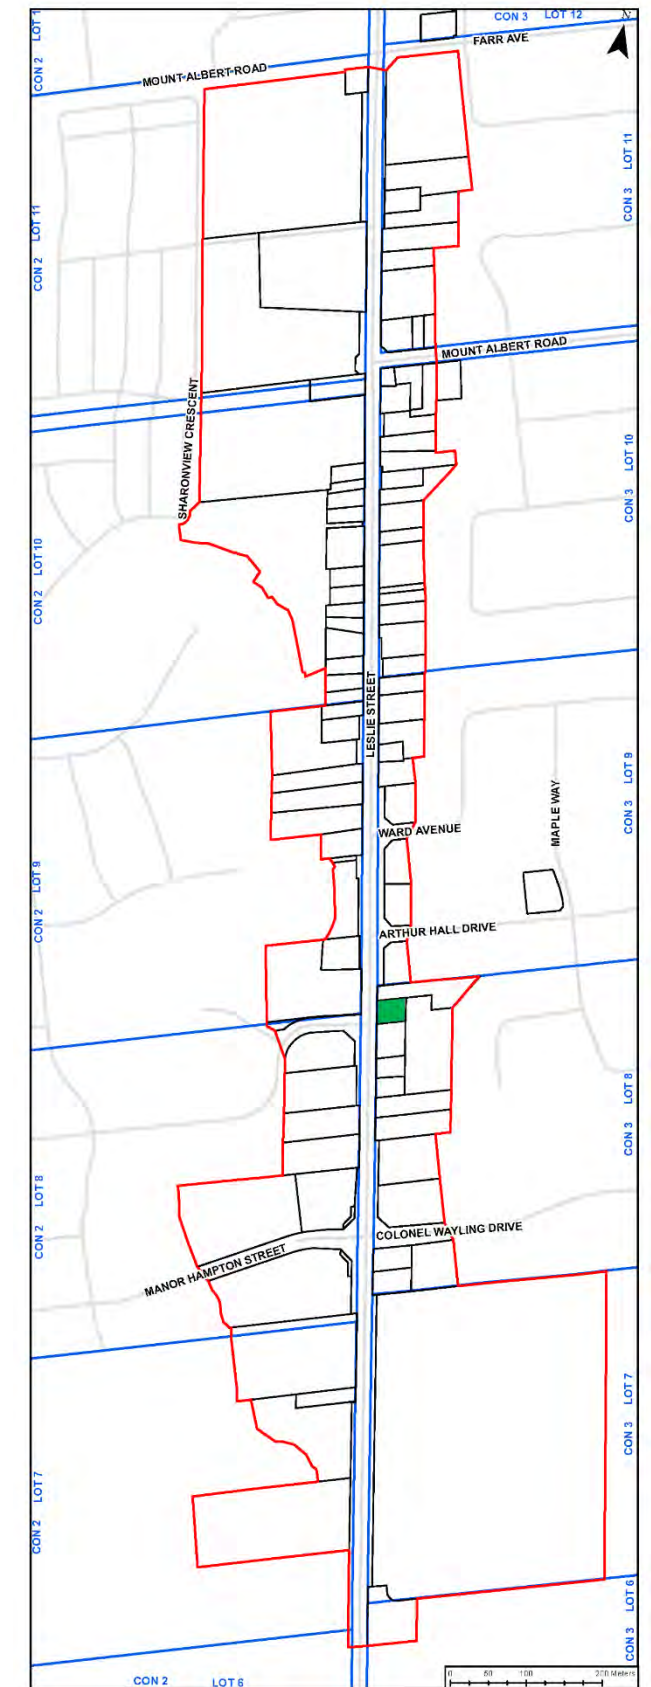 CON 3 LOT 12
N
CON 2 LOT 1
FARR AVE
MOUNT ALBERT ROAD
CON 3 LOT 11
CON 2 LOT 11
MOUNT ALBERT ROAD
SHARONVIEW CRESCENT
CON 3 LOT 10
CON 2 LOT 10
LESLIE STREET
CON 3 LOT 9
MAPLE WAY
WARD AVENUE
CON 2 LOT 9
ARTHUR HALL DRIVE
CON 3 LOT 8
CON 2 LOT 8
COLONEL WAYLING DRIVE
MANOR HAMPTON STREET
CON 3 LOT 7
CON 2 LOT 7
CON 3 LOT 6
CON 2 LOT 6
0 50 100 200 Meters